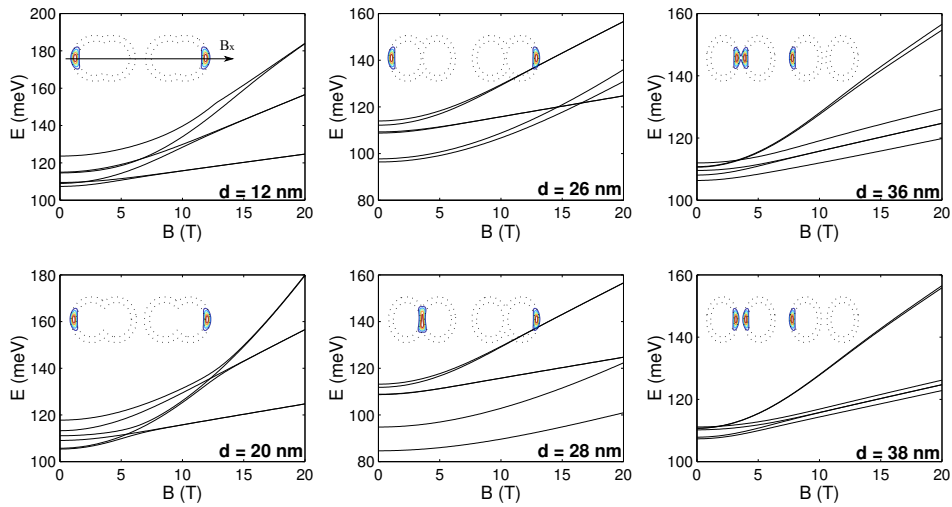 200
180
160
140
120
100
E (meV)
0 5 10 15 20
B (T)
Bx
d = 12 nm
160
140
120
100
80
E (meV)
0 5 10 15 20
B (T)
d = 26 nm
160
140
120
100
E (meV)
0 5 10 15 20
B (T)
d = 36 nm
180
160
140
120
100
E (meV)
0 5 10 15 20
B (T)
d = 20 nm
160
140
120
100
80
E (meV)
0 5 10 15 20
B (T)
d = 28 nm
160
140
120
100
E (meV)
0 5 10 15 20
B (T)
d = 38 nm